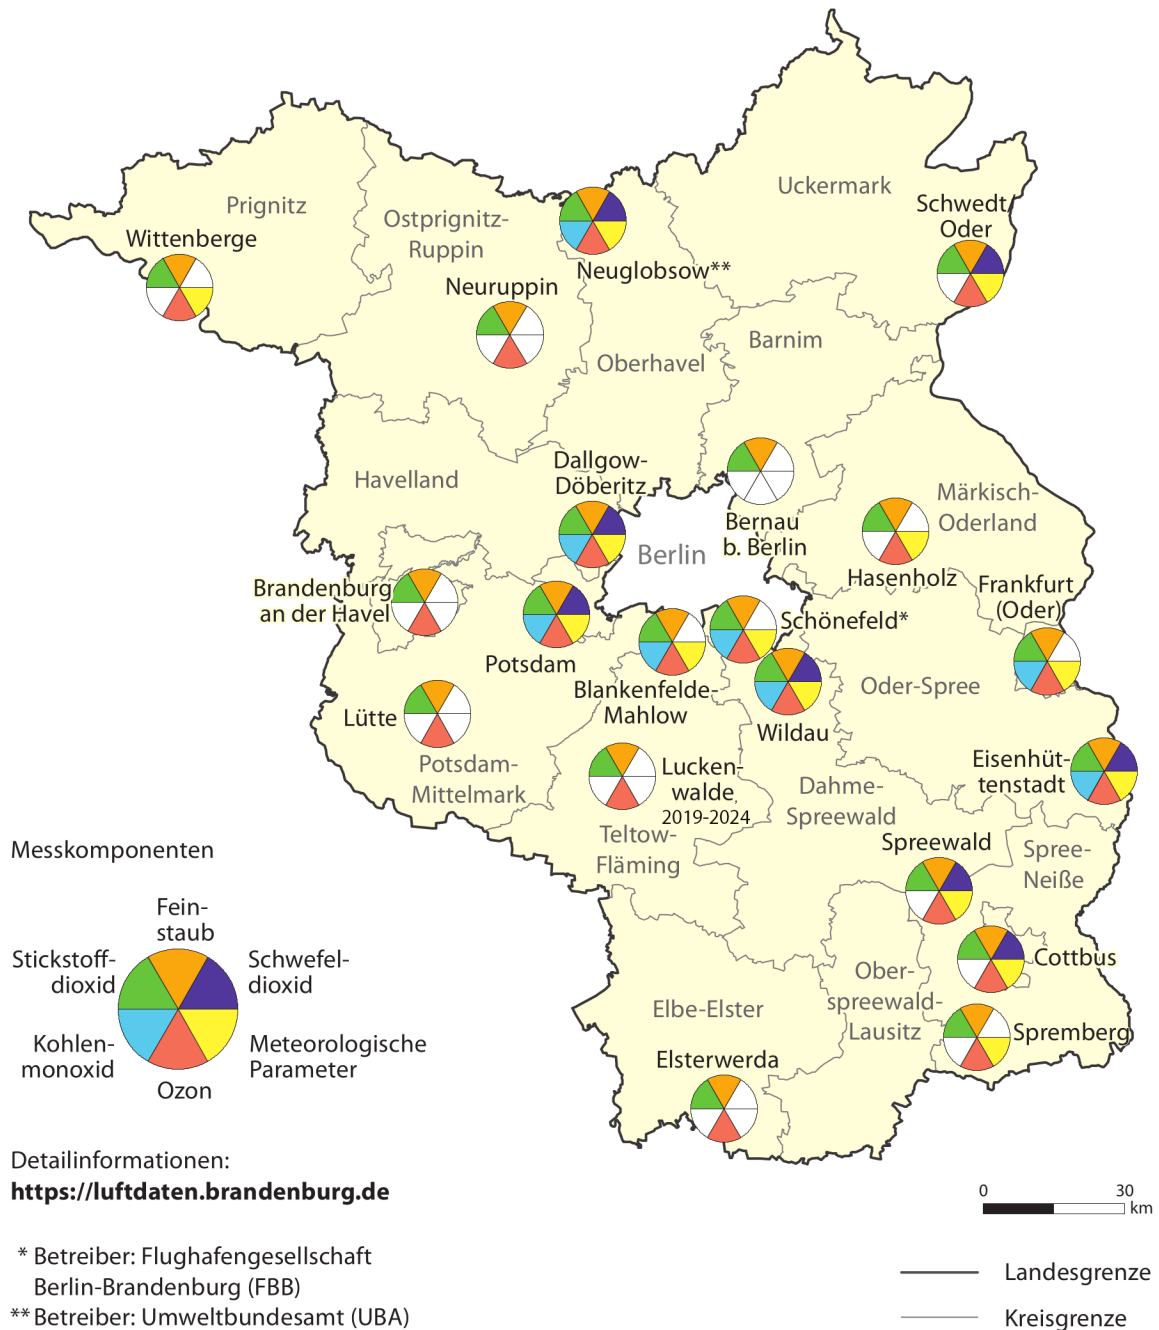 Uckermark
Prignitz
Schwedt/
Oder
Ostprignitz-
Ruppin
Wittenberge
Neuglobsow**
Neuruppin
Barnim
Oberhavel
Dallgow-
Döberitz
Havelland
Märkisch-
Oderland
Bernau
b. Berlin
Berlin
Hasenholz
Frankfurt
(Oder)
Brandenburg
an der Havel
Schönefeld*
Potsdam
Blankenfelde-
Mahlow
Oder-Spree
Lütte
Wildau
Potsdam-
Mittelmark
Lucken-
walde,
2019-2024
Eisenhüt-
tenstadt
Dahme-
Spreewald
Teltow-
Fläming
Spreewald
Spree-
Neiße
Cottbus
Ober-
spreewald-
Lausitz
Elbe-Elster
Spremberg
Elsterwerda
Messkomponenten
Fein-
staub
Stickstoff-
dioxid
Schwefel-
dioxid
Kohlen-
monoxid
Meteorologische
Parameter
Ozon
Detailinformationen:
https://luftdaten.brandenburg.de
* Betreiber: Flughafengesellschaft
Berlin-Brandenburg (FBB)
** Betreiber: Umweltbundesamt (UBA)
0 30
km
Landesgrenze
Kreisgrenze